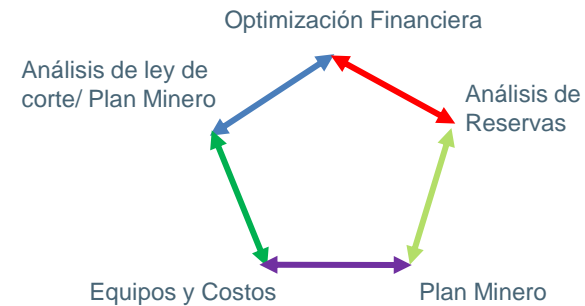 Optimización Financiera
Análisis de ley de
corte/ Plan Minero
Análisis de
Reservas
Equipos y Costos
Plan Minero